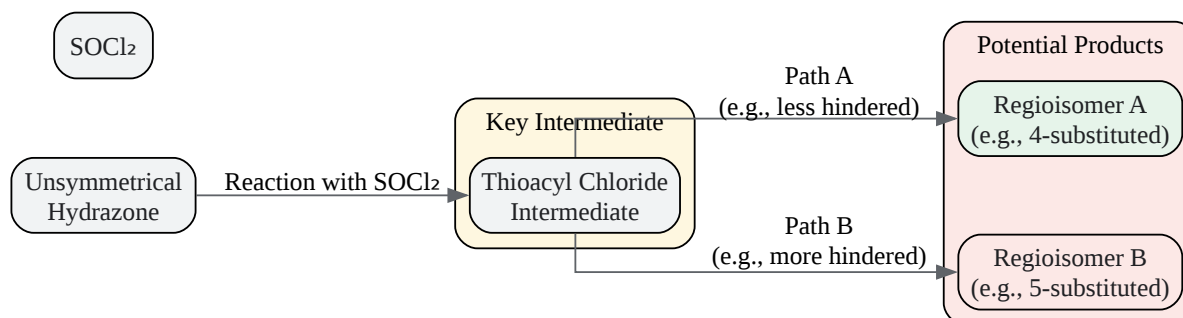 SOCl₂
Unsymmetrical
Hydrazone
Reaction with SOCl₂
Key Intermediate
Thioacyl Chloride
Intermediate
Path A
(e.g., less hindered)
Path B
(e.g., more hindered)
Potential Products
Regioisomer A
(e.g., 4-substituted)
Regioisomer B
(e.g., 5-substituted)